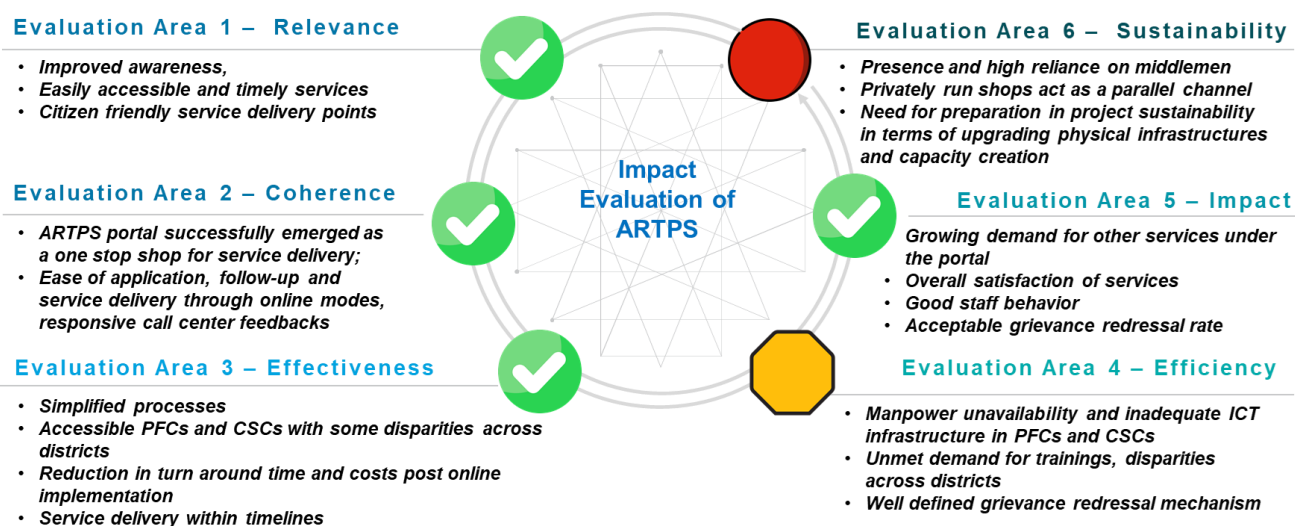 Evaluation Area 1 – Relevance
• Improved awareness,
• Easily accessible and timely services
• Citizen friendly service delivery points
Evaluation Area 2 – Coherence
• ARTPS portal successfully emerged as
a one stop shop for service delivery;
• Ease of application, follow-up and
service delivery through online modes,
responsive call center feedbacks
Evaluation Area 3 – Effectiveness
• Simplified processes
• Accessible PFCs and CSCs with some disparities across
districts
• Reduction in turn around time and costs post online
implementation
• Service delivery within timelines
Impact
Evaluation of
ARTPS
Evaluation Area 6 – Sustainability
• Presence and high reliance on middlemen
• Privately run shops act as a parallel channel
• Need for preparation in project sustainability
in terms of upgrading physical infrastructures
and capacity creation
Evaluation Area 5 – Impact
Growing demand for other services under
the portal
• Overall satisfaction of services
• Good staff behavior
• Acceptable grievance redressal rate
Evaluation Area 4 – Efficiency
• Manpower unavailability and inadequate ICT
infrastructure in PFCs and CSCs
• Unmet demand for trainings, disparities
across districts
• Well defined grievance redressal mechanism